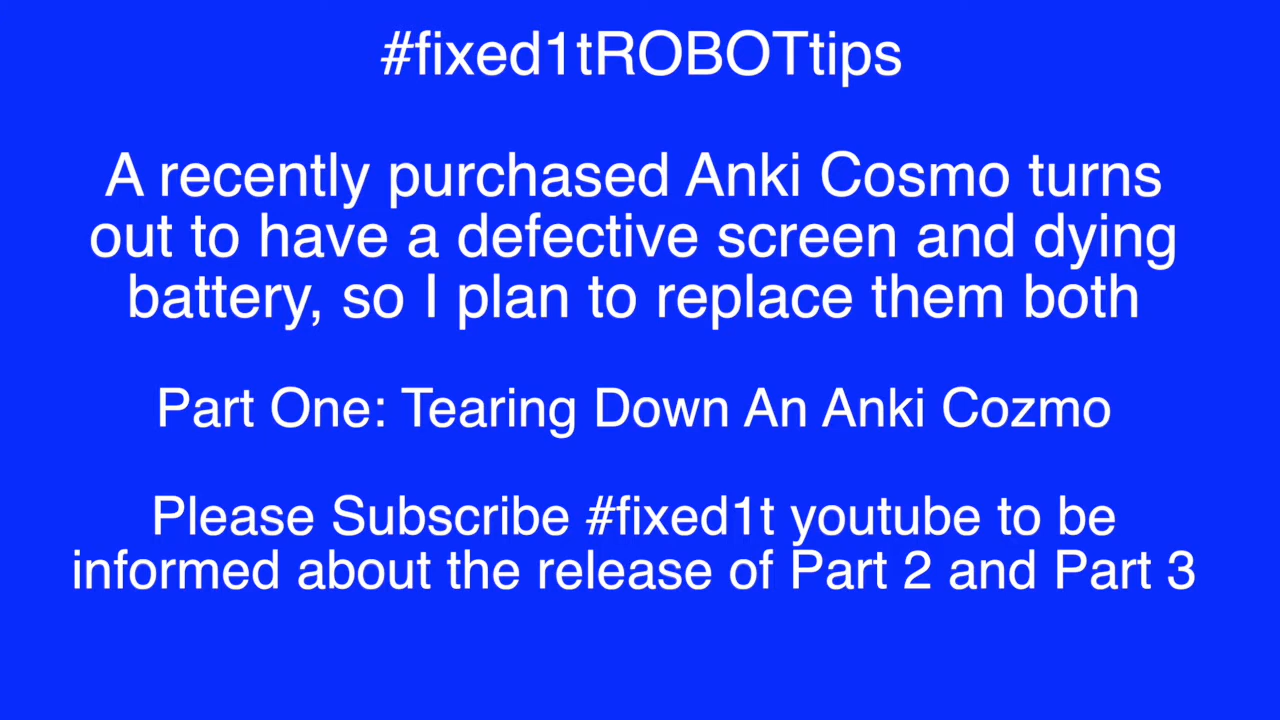 #fixed1tROBOTtips
A recently purchased Anki Cosmo turns
out to have a defective screen and dying
battery, so I plan to replace them both
Part One: Tearing Down An Anki Cozmo
Please Subscribe #fixed1t youtube to be
informed about the release of Part 2 and Part 3